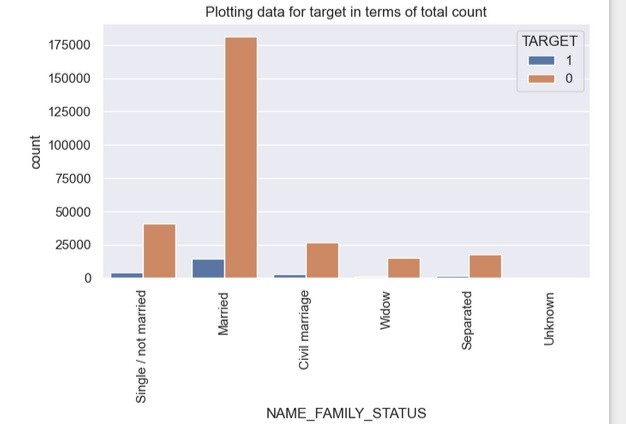 Plotting data for target in terms of total count
TARGET
1
0
count
175000
150000
125000
100000
75000
50000
25000
0
Single / not married
Married
Civil marriage
Widow
Separated
Unknown
NAME_FAMILY_STATUS